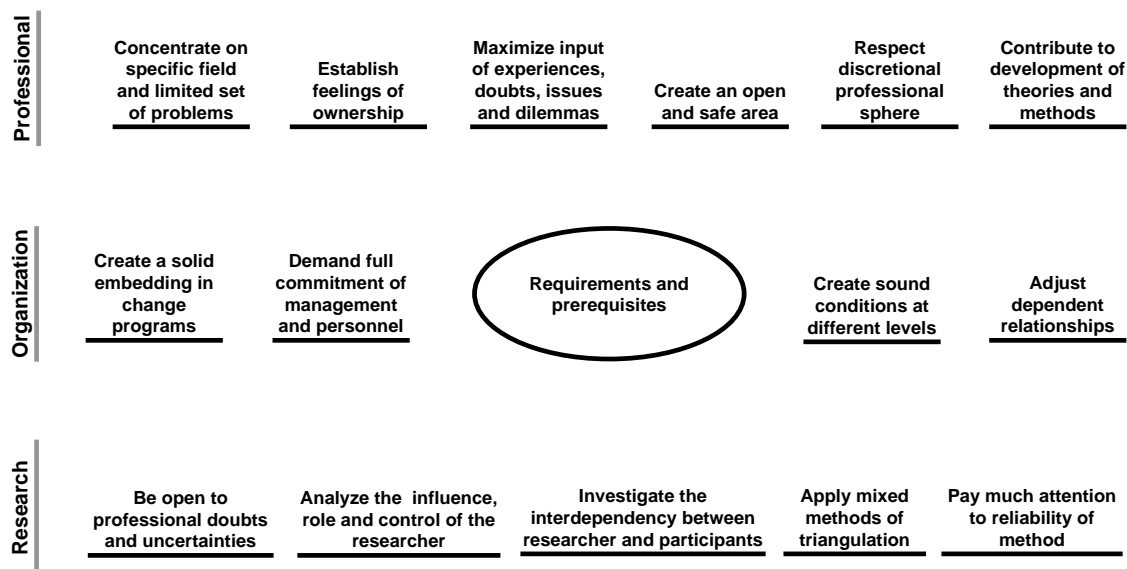 Professional
Concentrate on
specific field
and limited set
of problems
Establish
feelings of
ownership
Maximize input
of experiences,
doubts, issues
and dilemmas
Create an open
and safe area
Respect
discretional
professional
sphere
Contribute to
development of
theories and
methods
Organization
Create a solid
embedding in
change
programs
Demand full
commitment of
management
and personnel
Requirements and
prerequisites
Create sound
conditions at
different levels
Adjust
dependent
relationships
Research
Be open to
professional doubts
and uncertainties
Analyze the influence,
role and control of the
researcher
Investigate the
interdependency between
researcher and participants
Apply mixed
methods of
triangulation
Pay much attention
to reliability of
method